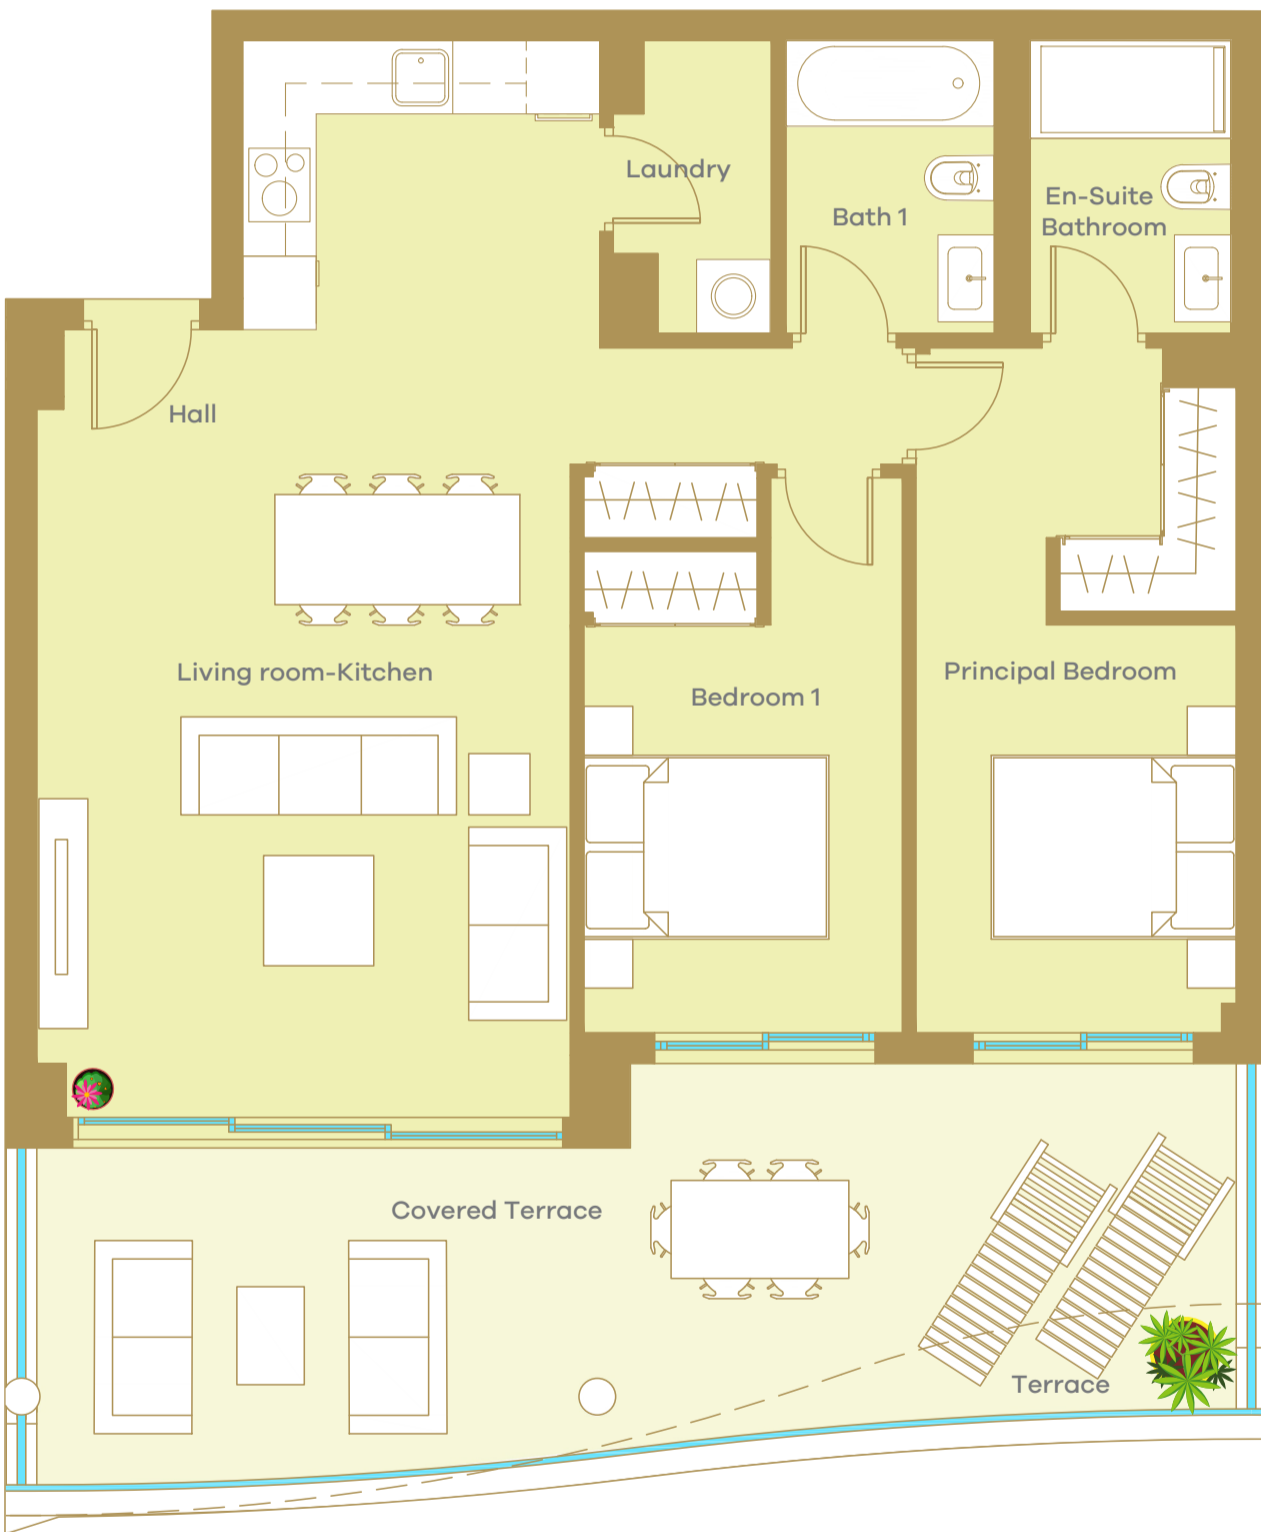 Laundry
Bath 1
En-Suite
Bathroom
Hall
Living room-Kitchen
Bedroom 1
Principal Bedroom
Covered Terrace
Terrace